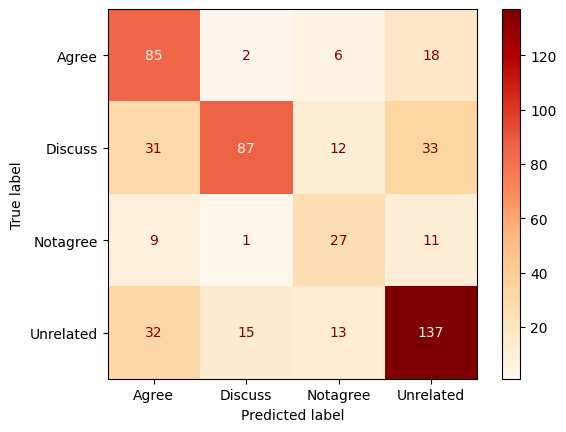 Agree 85 2 6 18
Discuss 31 87 12 33
Notagree 9 1 27 11
Unrelated 32 15 13 137
Agree Discuss Notagree Unrelated
Predicted label
True label
120
100
80
60
40
20